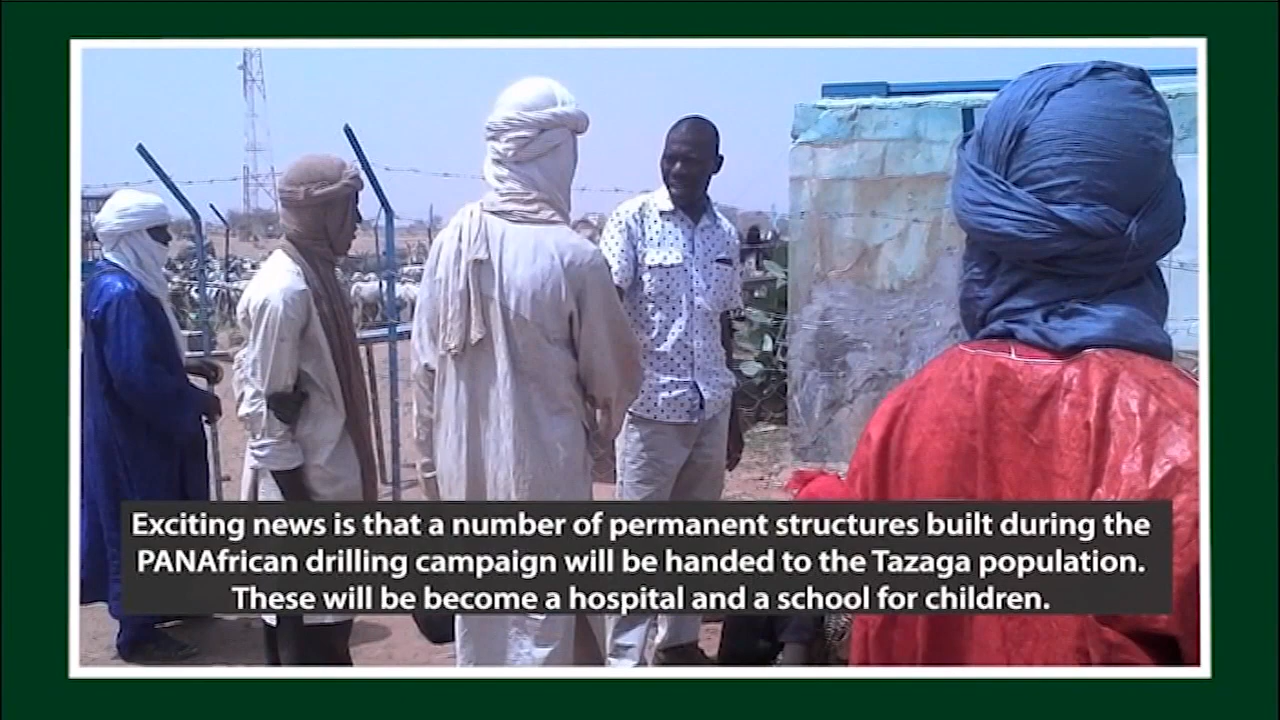 Exciting news is that a number of permanent structures built during the
PANAfrican drilling campaign will be handed to the Tazaga population.
These will be become a hospital and a school for children.